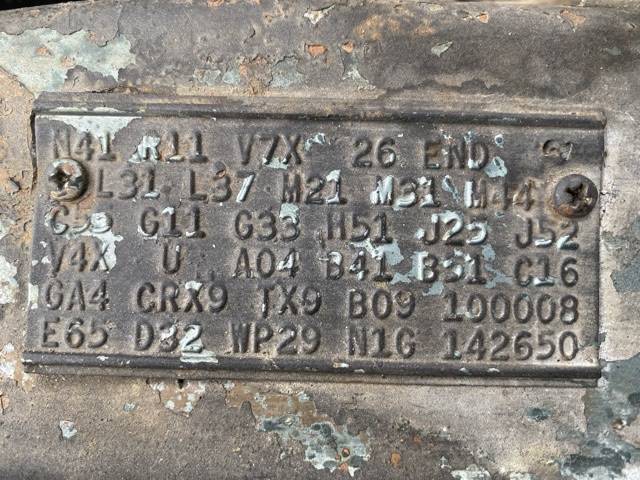 N41 R11 V7X 26 END
L31 L37 M21 M31 M44
C55 G11 G33 H51 J25 J52
V4X U A04 B41 B51 C16
GA4 CRX9 TX9 B09 100008
E65 D32 WP29 N1G 142650